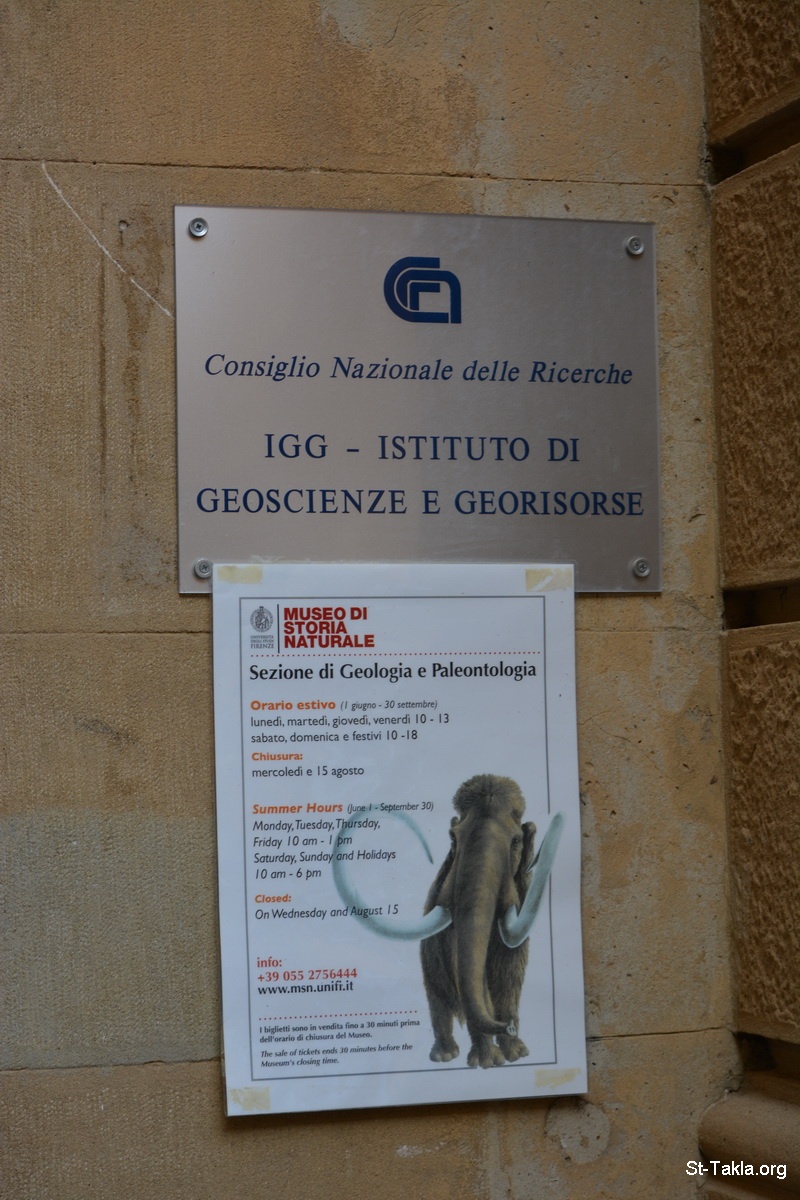 Consiglio Nazionale delle Ricerche
IGG - ISTITUTO DI
GEOSCIENZE E GEORISORSE
UNIVERSITÀ
DEGLI STUDI
FIRENZE
MUSEO DI
STORIA
NATURALE
Sezione di Geologia e Paleontologia
Orario estivo (1 giugno - 30 settembre)
lunedì, martedì, giovedì, venerdì 10 - 13
sabato, domenica e festivi 10 -18
Chiusura:
mercoledì e 15 agosto
Summer Hours (June 1 - September 30)
Monday, Tuesday, Thursday,
Friday 10 am - 1 pm
Saturday, Sunday and Holidays
10 am - 6 pm
Closed:
On Wednesday and August 15
info:
+39 055 2756444
www.msn.unifi.it
I biglietti sono in vendita fino a 30 minuti prima
dell'orario di chiusura del Museo.
The sale of tickets ends 30 minutes before the
Museum's closing time.
St-Takla.org